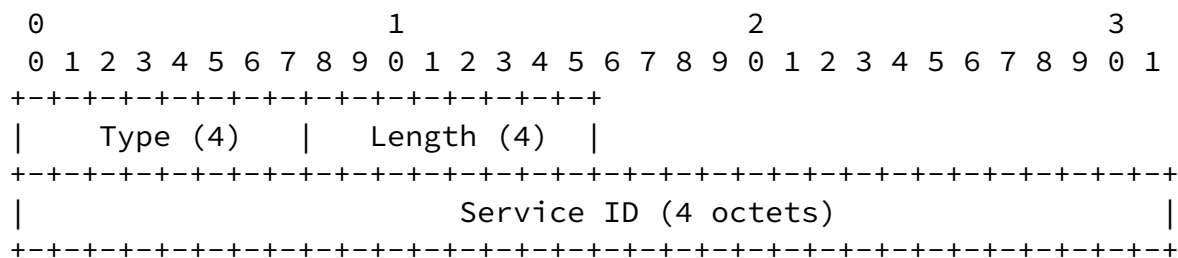 0                   1                   2                   3
 0 1 2 3 4 5 6 7 8 9 0 1 2 3 4 5 6 7 8 9 0 1 2 3 4 5 6 7 8 9 0 1
+-+-+-+-+-+-+-+-+-+-+-+-+-+-+-+-+
|    Type (4)   |   Length (4)  |
+-+-+-+-+-+-+-+-+-+-+-+-+-+-+-+-+-+-+-+-+-+-+-+-+-+-+-+-+-+-+-+-+
|                        Service ID (4 octets)                  |
+-+-+-+-+-+-+-+-+-+-+-+-+-+-+-+-+-+-+-+-+-+-+-+-+-+-+-+-+-+-+-+-+